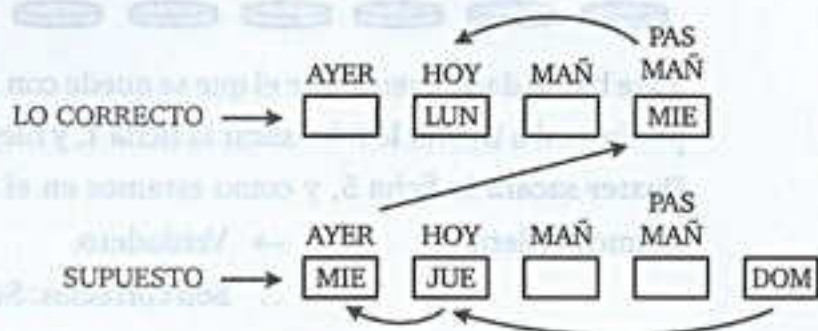 PAS
AYER HOY MAÑ MAÑ
LO CORRECTO → LUN MIE
PAS
AYER HOY MAÑ MAÑ
SUPUESTO → MIE JUE DOM